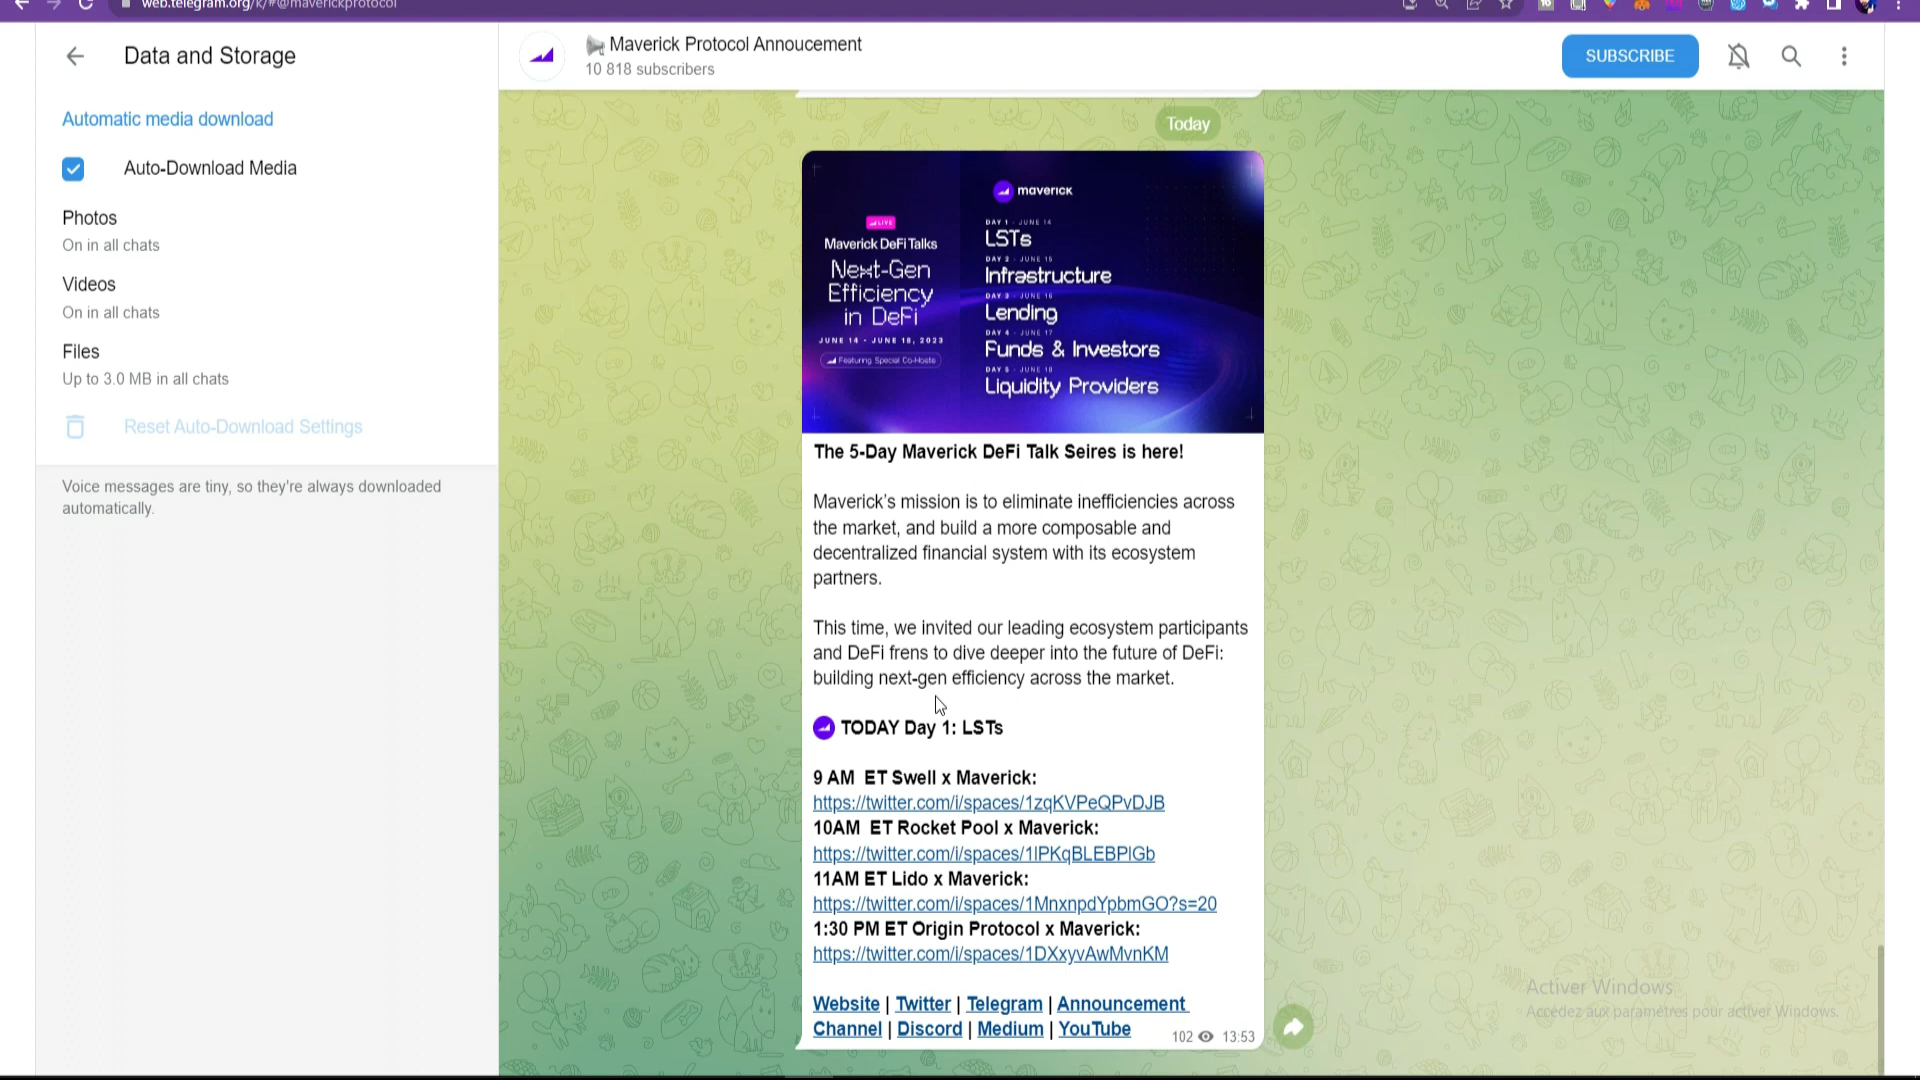 web.telegram.org/k/#@maverickprotocol
Data and Storage
Automatic media download
Auto-Download Media
Photos
On in all chats
Videos
On in all chats
Files
Up to 3.0 MB in all chats
Reset Auto-Download Settings
Voice messages are tiny, so they're always downloaded
automatically.
Maverick Protocol Annoucement
10 818 subscribers
SUBSCRIBE
Today
LIVE
Maverick DeFi Talks
Next-Gen
Efficiency
in DeFi
JUNE 14 - JUNE 18, 2023
Featuring Special Co-Hosts
maverick
DAY 1 - JUNE 14
LSTs
DAY 2 - JUNE 15
Infrastructure
DAY 3 - JUNE 16
Lending
DAY 4 - JUNE 17
Funds & Investors
DAY 5 - JUNE 18
Liquidity Providers
The 5-Day Maverick DeFi Talk Seires is here!
Maverick's mission is to eliminate inefficiencies across
the market, and build a more composable and
decentralized financial system with its ecosystem
partners.
This time, we invited our leading ecosystem participants
and DeFi frens to dive deeper into the future of DeFi:
building next-gen efficiency across the market.
TODAY Day 1: LSTs
9 AM ET Swell x Maverick:
https://twitter.com/i/spaces/1zqKVPeQPvDJB
10AM ET Rocket Pool x Maverick:
https://twitter.com/i/spaces/1lPKqBLEBPlGb
11AM ET Lido x Maverick:
https://twitter.com/i/spaces/1MnxnpdYpbmGO?s=20
1:30 PM ET Origin Protocol x Maverick:
https://twitter.com/i/spaces/1DXxyvAwMvnKM
Website | Twitter | Telegram | Announcement
Channel | Discord | Medium | YouTube
102 13:53
Activer Windows
Accédez aux paramètres pour activer Windows.